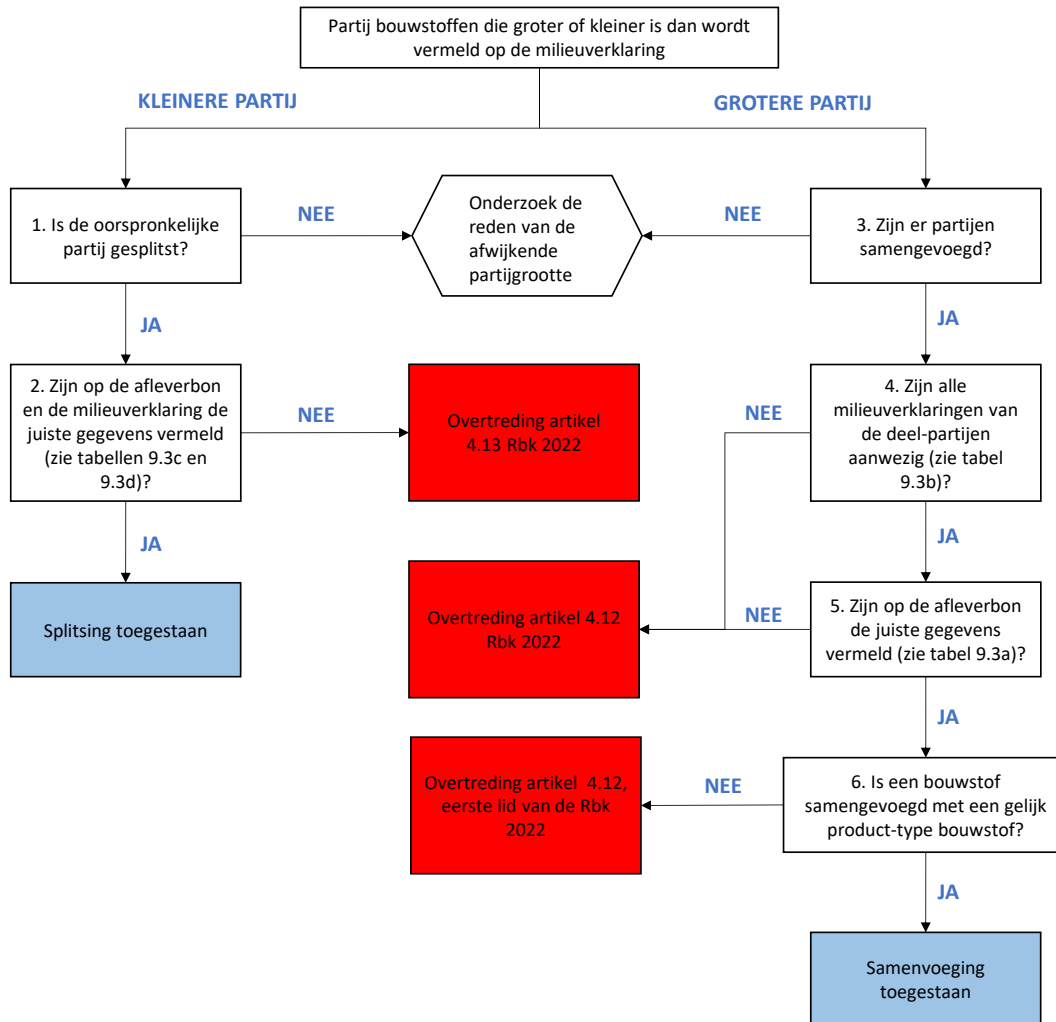 Partij bouwstoffen die groter of kleiner is dan wordt
vermeld op de milieuverklaring
KLEINERE PARTIJ
GROTERE PARTIJ
1. Is de oorspronkelijke
partij gesplitst?
NEE
Onderzoek de
reden van de
afwijkende
partijgrootte
NEE
3. Zijn er partijen
samengevoegd?
JA
JA
2. Zijn op de afleverbon
en de milieuverklaring de
juiste gegevens vermeld
(zie tabellen 9.3c en
9.3d)?
NEE
Overtreding artikel
4.13 Rbk 2022
NEE
4. Zijn alle
milieuverklaringen van
de deel-partijen
aanwezig (zie tabel
9.3b)?
JA
JA
Splitsing toegestaan
Overtreding artikel 4.12
Rbk 2022
NEE
5. Zijn op de afleverbon
de juiste gegevens
vermeld (zie tabel 9.3a)?
JA
Overtreding artikel  4.12,
eerste lid van de Rbk
2022
NEE
6. Is een bouwstof
samengevoegd met een gelijk
product-type bouwstof?
JA
Samenvoeging
toegestaan